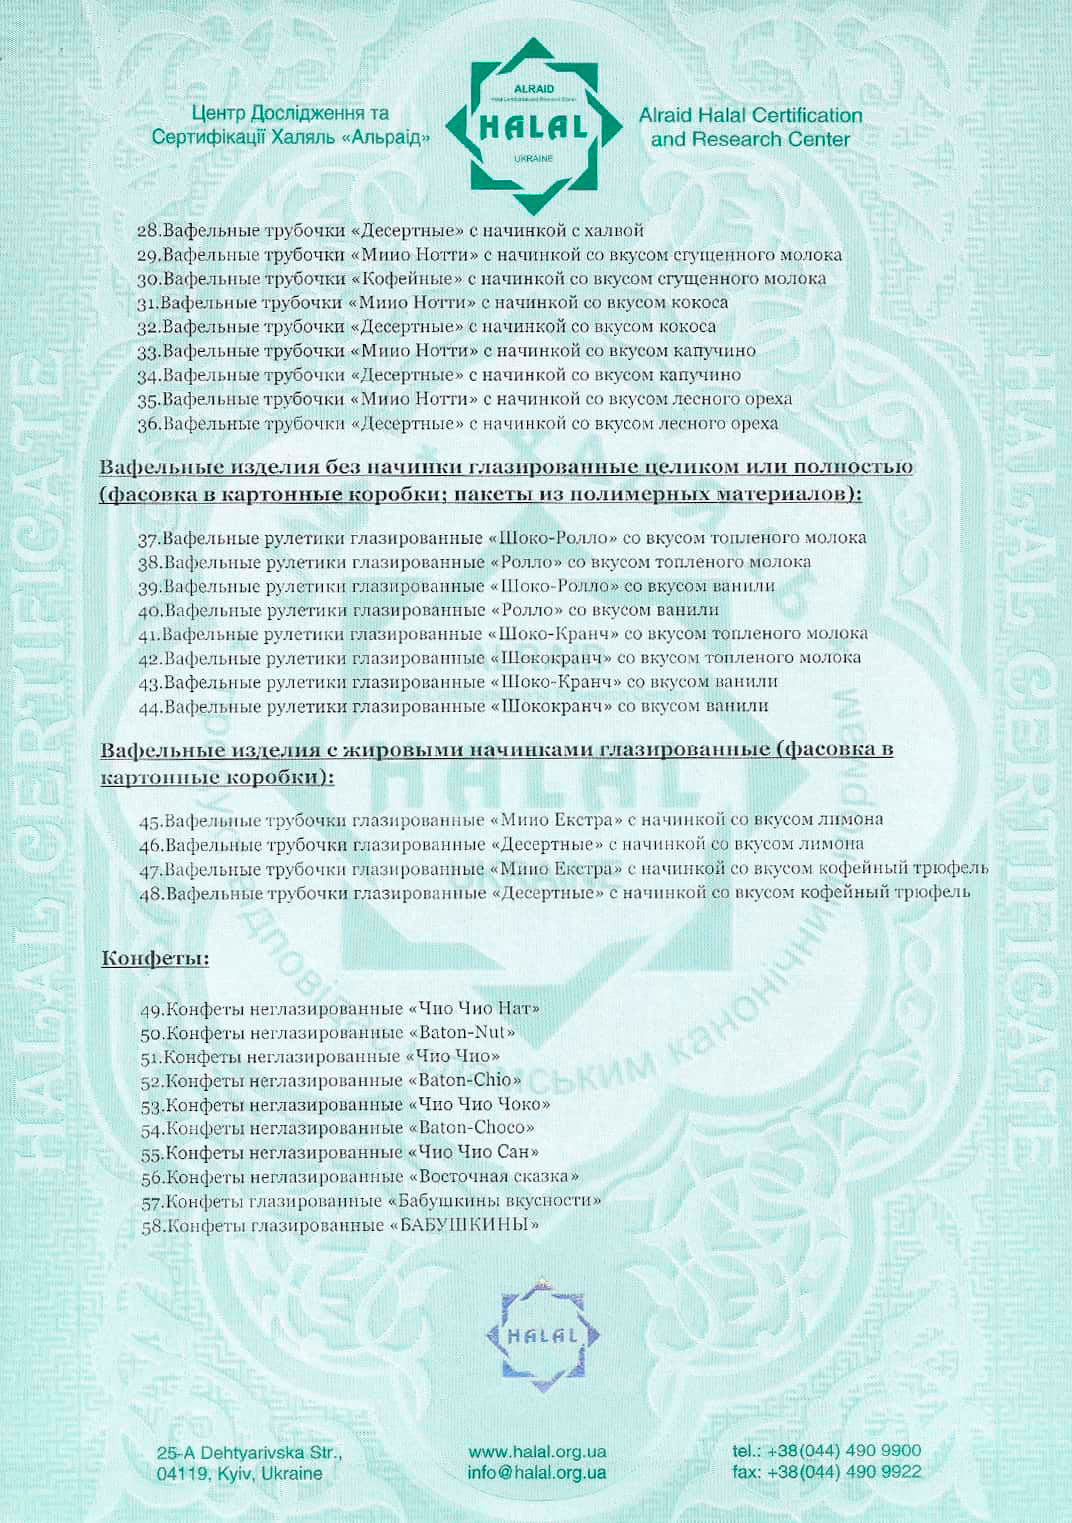 Центр Дослідження та
Сертифікації Халяль «Альраід»
ALRAID
HALAL
UKRAINE
Alraid Halal Certification
and Research Center
28.Вафельные трубочки «Десертные» с начинкой с халвой
29.Вафельные трубочки «Миио Нотти» с начинкой со вкусом сгущенного молока
30.Вафельные трубочки «Кофейные» с начинкой со вкусом сгущенного молока
31.Вафельные трубочки «Миио Нотти» с начинкой со вкусом кокоса
32.Вафельные трубочки «Десертные» с начинкой со вкусом кокоса
33.Вафельные трубочки «Миио Нотти» с начинкой со вкусом капучино
34.Вафельные трубочки «Десертные» с начинкой со вкусом капучино
35.Вафельные трубочки «Миио Нотти» с начинкой со вкусом лесного ореха
36.Вафельные трубочки «Десертные» с начинкой со вкусом лесного ореха
Вафельные изделия без начинки глазированные целиком или полностью
(фасовка в картонные коробки; пакеты из полимерных материалов):
37.Вафельные рулетики глазированные «Шоко-Ролло» со вкусом топленого молока
38.Вафельные рулетики глазированные «Ролло» со вкусом топленого молока
39.Вафельные рулетики глазированные «Шоко-Ролло» со вкусом ванили
40.Вафельные рулетики глазированные «Ролло» со вкусом ванили
41.Вафельные рулетики глазированные «Шоко-Кранч» со вкусом топленого молока
42.Вафельные рулетики глазированные «Шококранч» со вкусом топленого молока
43.Вафельные рулетики глазированные «Шоко-Кранч» со вкусом ванили
44.Вафельные рулетики глазированные «Шококранч» со вкусом ванили
Вафельные изделия с жировыми начинками глазированные (фасовка в
картонные коробки):
45.Вафельные трубочки глазированные «Миио Екстра» с начинкой со вкусом лимона
46.Вафельные трубочки глазированные «Десертные» с начинкой со вкусом лимона
47.Вафельные трубочки глазированные «Миио Екстра» с начинкой со вкусом кофейный трюфель
48.Вафельные трубочки глазированные «Десертные» с начинкой со вкусом кофейный трюфель
Конфеты:
49.Конфеты неглазированные «Чио Чио Нат»
50.Конфеты неглазированные «Baton-Nut»
51.Конфеты неглазированные «Чио Чио»
52.Конфеты неглазированные «Baton-Chio»
53.Конфеты неглазированные «Чио Чио Чоко»
54.Конфеты неглазированные «Baton-Choco»
55.Конфеты неглазированные «Чио Чио Сан»
56.Конфеты неглазированные «Восточная сказка»
57.Конфеты глазированные «Бабушкины вкусности»
58.Конфеты глазированные «БАБУШКИНЫ»
HALAL CERTIFICATE
HALAL CERTIFICATE
ALRAID
HALAL
UKRAINE
канонічним
HALAL
25-A Dehtyarivska Str.,
04119, Kyiv, Ukraine
www.halal.org.ua
info@halal.org.ua
tel.: +38(044) 490 9900
fax: +38(044) 490 9922